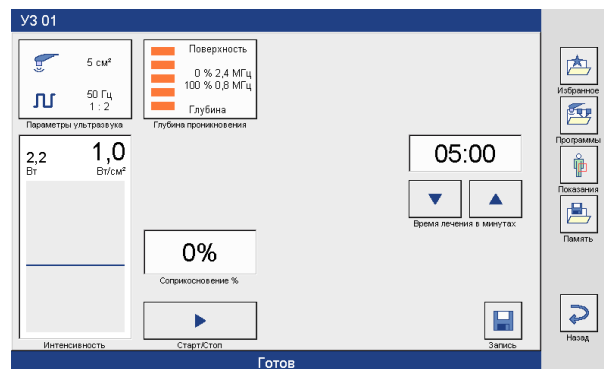 УЗ 01
5 см²
50 Гц
1 : 2
Параметры ультразвука
Поверхность
0 % 2,4 МГц
100 % 0,8 МГц
Глубина
Глубина проникновения
2,2
Вт
1,0
Вт/см²
Интенсивность
0%
Соприкосновение %
Старт/Стоп
05:00
Время лечения в минутах
Запись
Избранное
Программы
Показания
Память
Назад
Готов